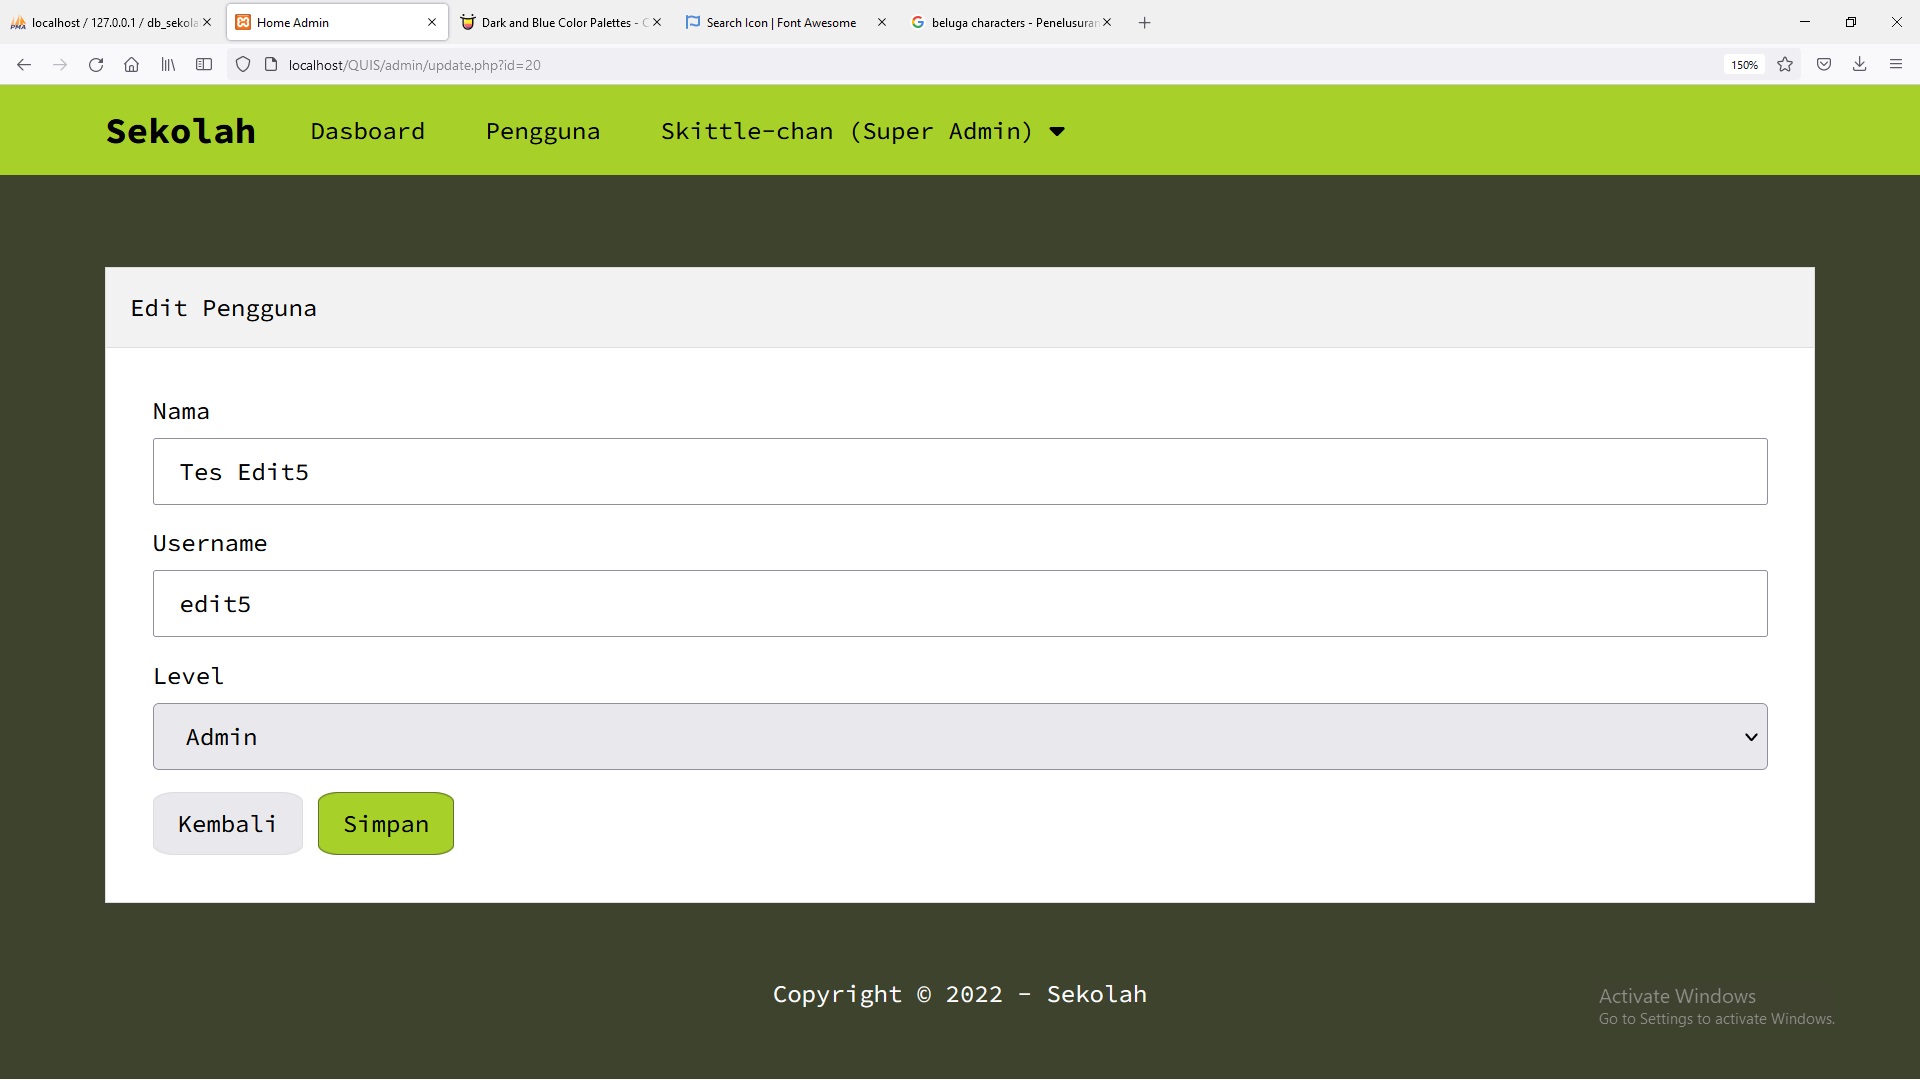 localhost / 127.0.0.1 / db_sekola
Home Admin
Dark and Blue Color Palettes - C
Search Icon | Font Awesome
beluga characters - Penelusuran
localhost/QUIS/admin/update.php?id=20
150%
Sekolah
Dasboard
Pengguna
Skittle-chan (Super Admin)
Edit Pengguna
Nama
Tes Edit5
Username
edit5
Level
Admin
Kembali
Simpan
Copyright © 2022 - Sekolah
Activate Windows
Go to Settings to activate Windows.